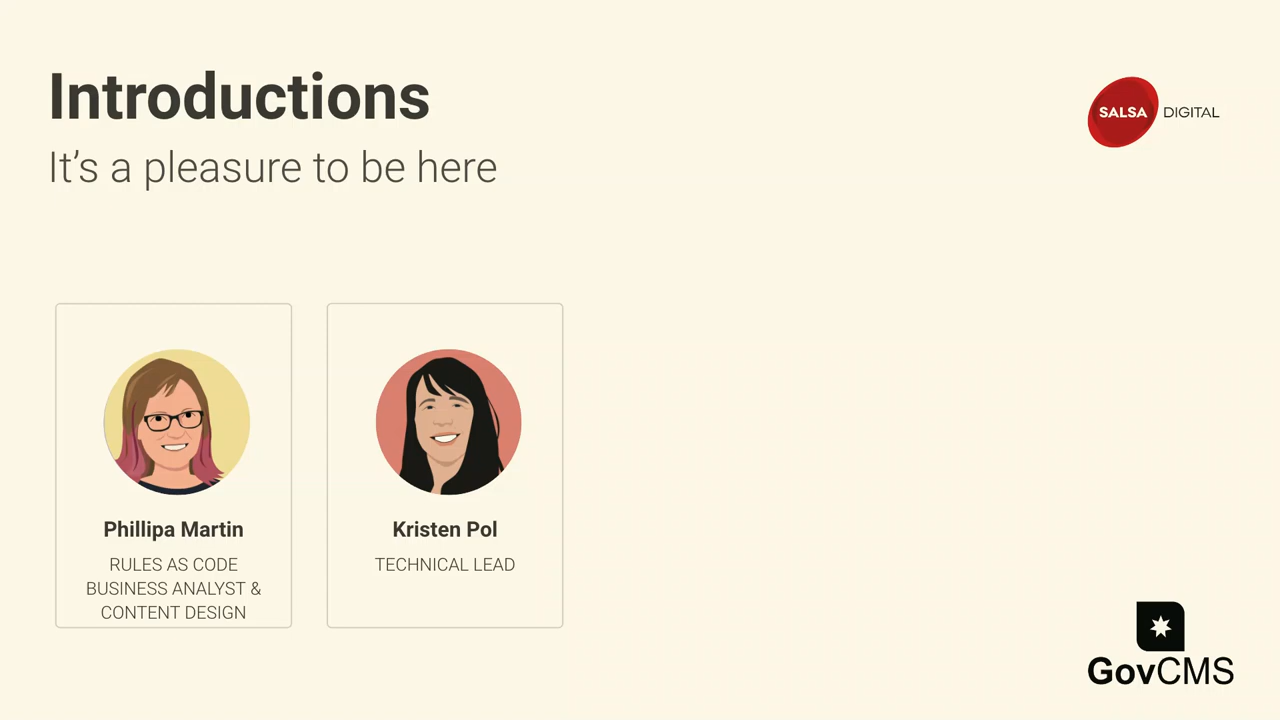 Introductions
It's a pleasure to be here
SALSA DIGITAL
Phillipa Martin
RULES AS CODE
BUSINESS ANALYST &
CONTENT DESIGN
Kristen Pol
TECHNICAL LEAD
GovCMS